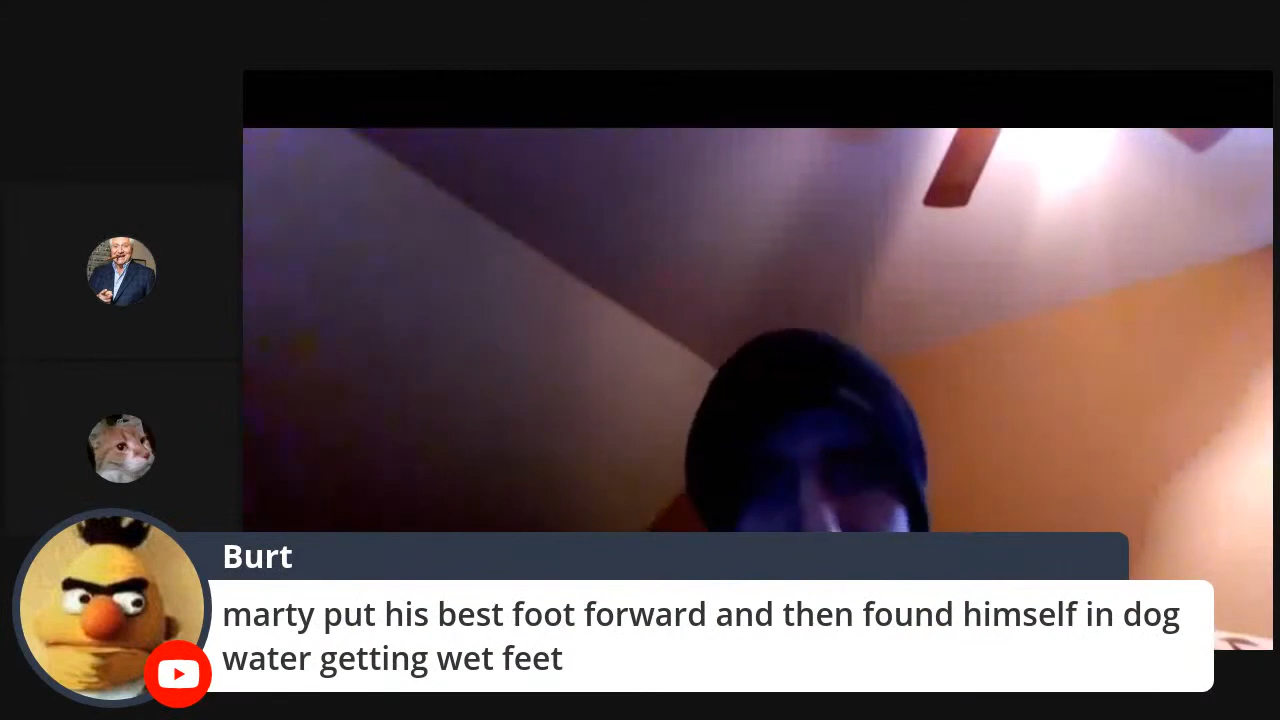 Burt
marty put his best foot forward and then found himself in dog
water getting wet feet